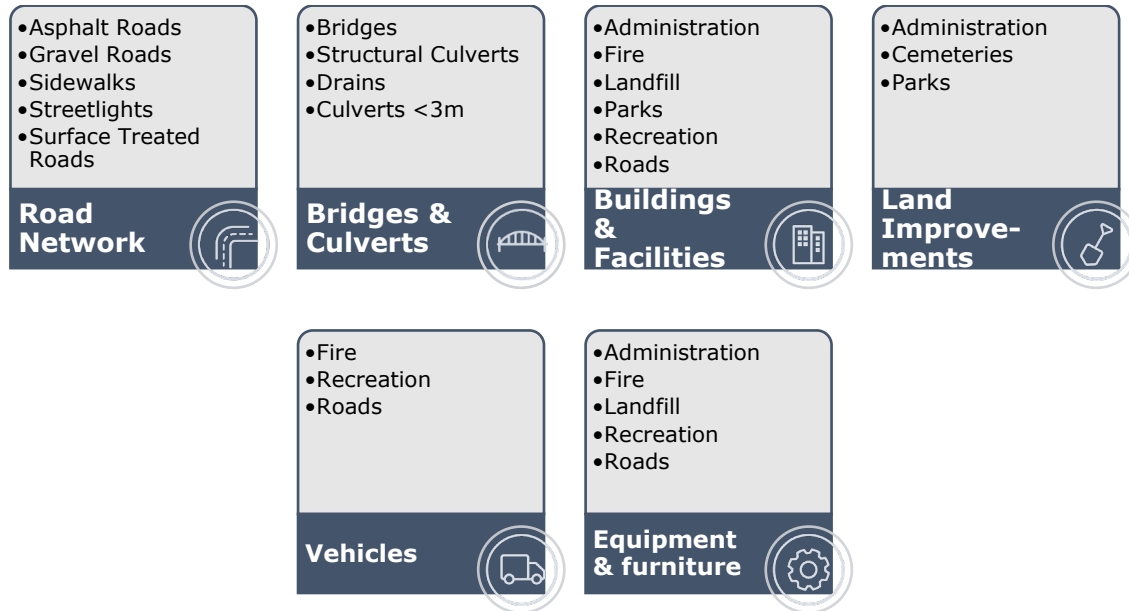 •Asphalt Roads
•Gravel Roads
•Sidewalks
•Streetlights
•Surface Treated
Roads
Road
Network
•Bridges
•Structural Culverts
•Drains
•Culverts <3m
Bridges &
Culverts
•Administration
•Fire
•Landfill
•Parks
•Recreation
•Roads
Buildings
&
Facilities
•Administration
•Cemeteries
•Parks
Land
Improve-
ments
•Fire
•Recreation
•Roads
Vehicles
•Administration
•Fire
•Landfill
•Recreation
•Roads
Equipment
& furniture